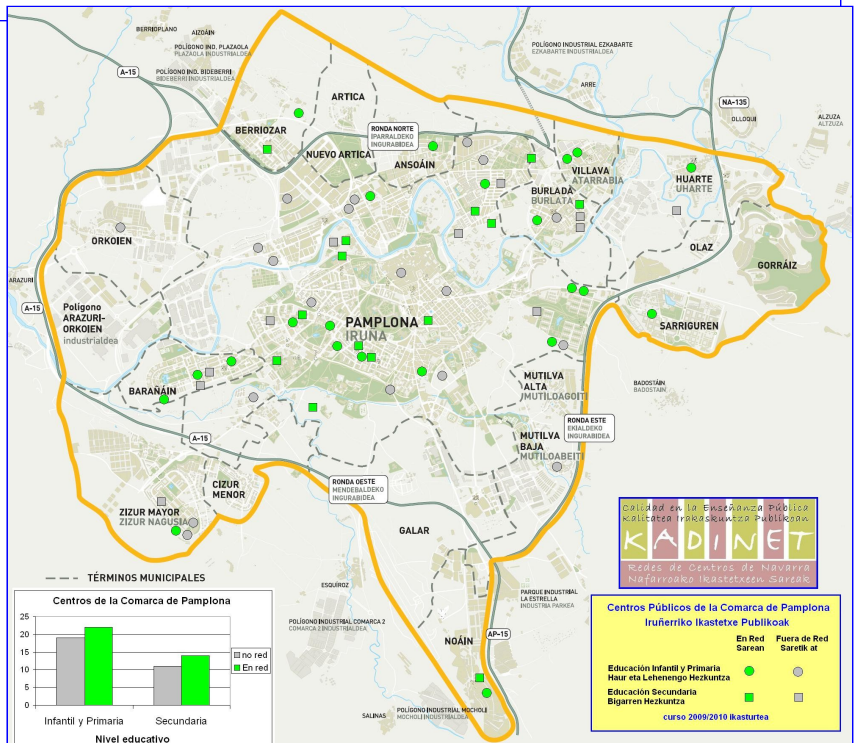 BERRIOPLANO
AIZOÁIN
POLÍGONO IND. PLAZAOLA
PLAZAOLA INDUSTRIALDEA
A-15
POLÍGONO IND. BIDEBERRI
BIDEBERRI INDUSTRIALDEA
POLÍGONO INDUSTRIAL EZKABARTE
EZKABARTE INDUSTRIALDEA
ARRE
ARTICA
NA-135
OLLOQUI
ALZUZA
ALTZUZA
BERRIOZAR
RONDA NORTE
IPARRALDEKO
INGURABIDEA
NUEVO ARTICA
ANSOÁIN
VILLAVA
ATARRABIA
HUARTE
UHARTE
BURLADA
BURLATA
ORKOIEN
OLAZ
GORRÁIZ
ARAZURI
A-15
Poligono
ARAZURI-
ORKOIEN
industrialdea
PAMPLONA
IRUÑA
SARRIGUREN
BARAÑÁIN
MUTILVA
ALTA
MUTILOAGOITI
BADOSTÁIN
BADOSTAIN
A-15
MUTILVA
BAJA
MUTILOABEITI
RONDA ESTE
EKIALDEKO
INGURABIDEA
CIZUR
MENOR
RONDA OESTE
MENDEBALDEKO
INGURABIDEA
ZIZUR MAYOR
ZIZUR NAGUSIA
GALAR
Calidad en la Enseñanza Pública
Kalitatea Irakaskuntza Publikoan
KADINET
Redes de Centros de Navarra
Nafarroako Ikastetxeen Sareak
TÉRMINOS MUNICIPALES
ESQUÍROZ
PARQUE INDUSTRIAL
LA ESTRELLA
INDUSTRIA PARKEA
POLÍGONO INDUSTRIAL COMARCA 2
COMARCA 2 INDUSTRIALDEA
NOÁIN
AP-15
SALINAS
POLÍGONO INDUSTRIAL MOCHOLI
MOCHOLI INDUSTRIALDEA
Centros de la Comarca de Pamplona
25
20
15
10
5
0
no red
En red
Infantil y Primaria
Secundaria
Nivel educativo
Centros Públicos de la Comarca de Pamplona
Iruñerriko Ikastetxe Publikoak
En Red
Sarean
Fuera de Red
Saretik at
Educación Infantil y Primaria
Haur eta Lehenengo Hezkuntza
Educación Secundaria
Bigarren Hezkuntza
curso 2009/2010 ikasturtea